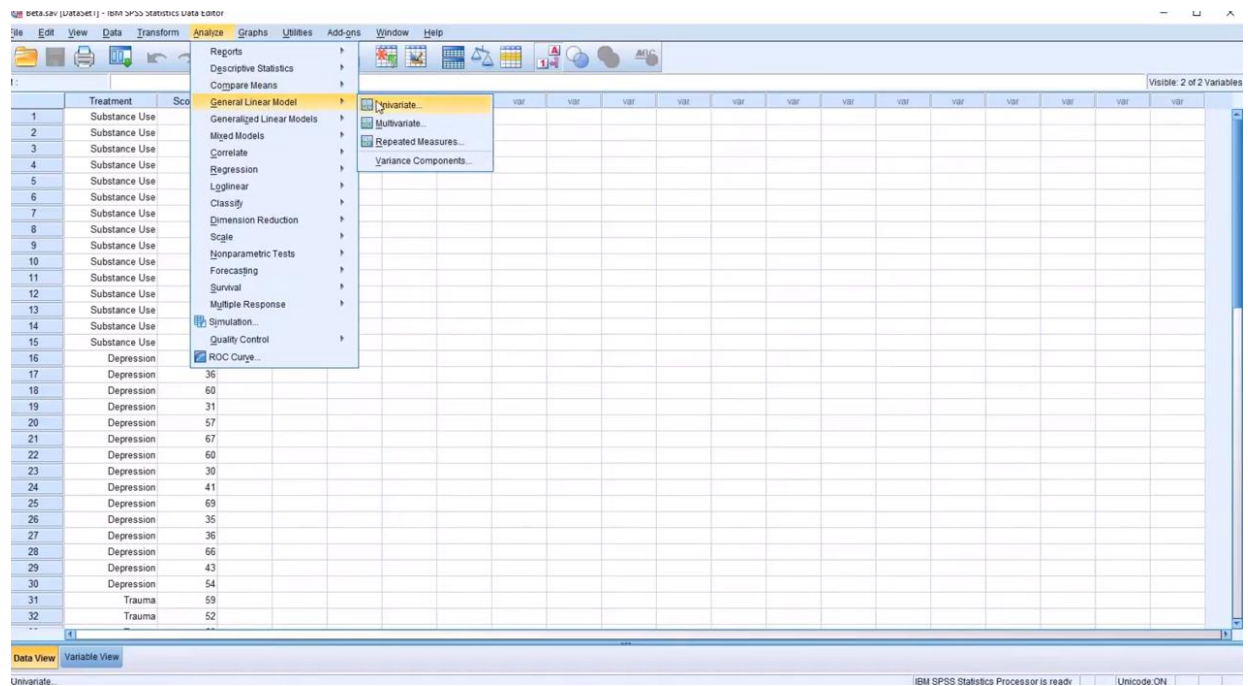 Beta.sav [DataSet1] - IBM SPSS Statistics Data Editor
File Edit View Data Transform Analyze Graphs Utilities Add-ons Window Help
Visible: 2 of 2 Variables
Treatment Sco var var var var var var var var var var var var var
1 Substance Use
2 Substance Use
3 Substance Use
4 Substance Use
5 Substance Use
6 Substance Use
7 Substance Use
8 Substance Use
9 Substance Use
10 Substance Use
11 Substance Use
12 Substance Use
13 Substance Use
14 Substance Use
15 Substance Use
16 Depression
17 Depression 36
18 Depression 60
19 Depression 31
20 Depression 57
21 Depression 67
22 Depression 60
23 Depression 30
24 Depression 41
25 Depression 69
26 Depression 35
27 Depression 36
28 Depression 66
29 Depression 43
30 Depression 54
31 Trauma 59
32 Trauma 52
Reports
Descriptive Statistics
Compare Means
General Linear Model
Generalized Linear Models
Mixed Models
Correlate
Regression
Loglinear
Classify
Dimension Reduction
Scale
Nonparametric Tests
Forecasting
Survival
Multiple Response
Simulation...
Quality Control
ROC Curve...
Univariate...
Multivariate...
Repeated Measures...
Variance Components...
Data View Variable View
Univariate... IBM SPSS Statistics Processor is ready Unicode:ON